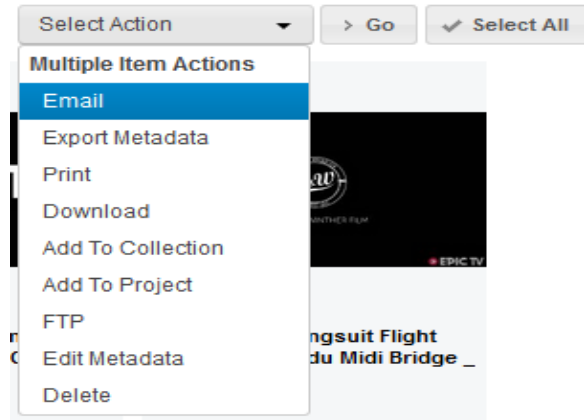 Select Action
> Go
Select All
Multiple Item Actions
Email
Export Metadata
Print
Download
Add To Collection
Add To Project
FTP
Edit Metadata
Delete
EPIC TV
ngsuit Flight
du Midi Bridge _